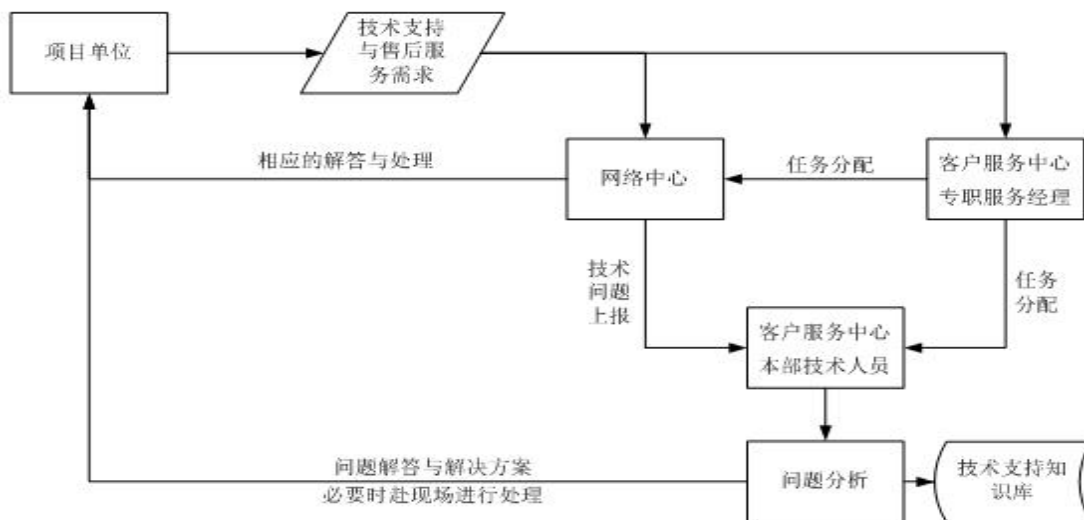 项目单位
技术支持
与售后服
务需求
相应的解答与处理
网络中心
任务分配
客户服务中心
专职服务经理
技术
问题
上报
任务
分配
客户服务中心
本部技术人员
问题解答与解决方案
必要时赴现场进行处理
问题分析
技术支持知
识库